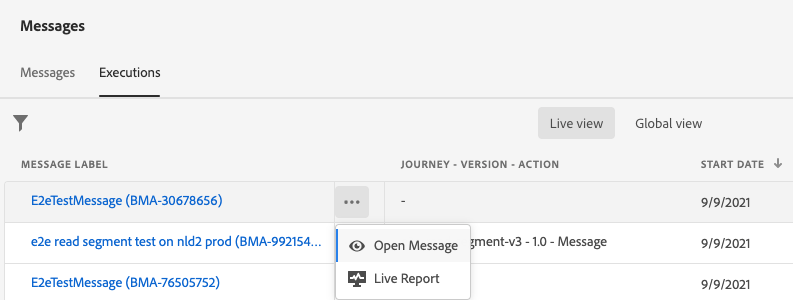 Messages
Messages Executions
Live view Global view
MESSAGE LABEL JOURNEY - VERSION - ACTION START DATE
E2eTestMessage (BMA-30678656) - 9/9/2021
e2e read segment test on nld2 prod (BMA-992154... gment-v3 - 1.0 - Message 9/9/2021
Open Message
E2eTestMessage (BMA-76505752) 9/9/2021
Live Report